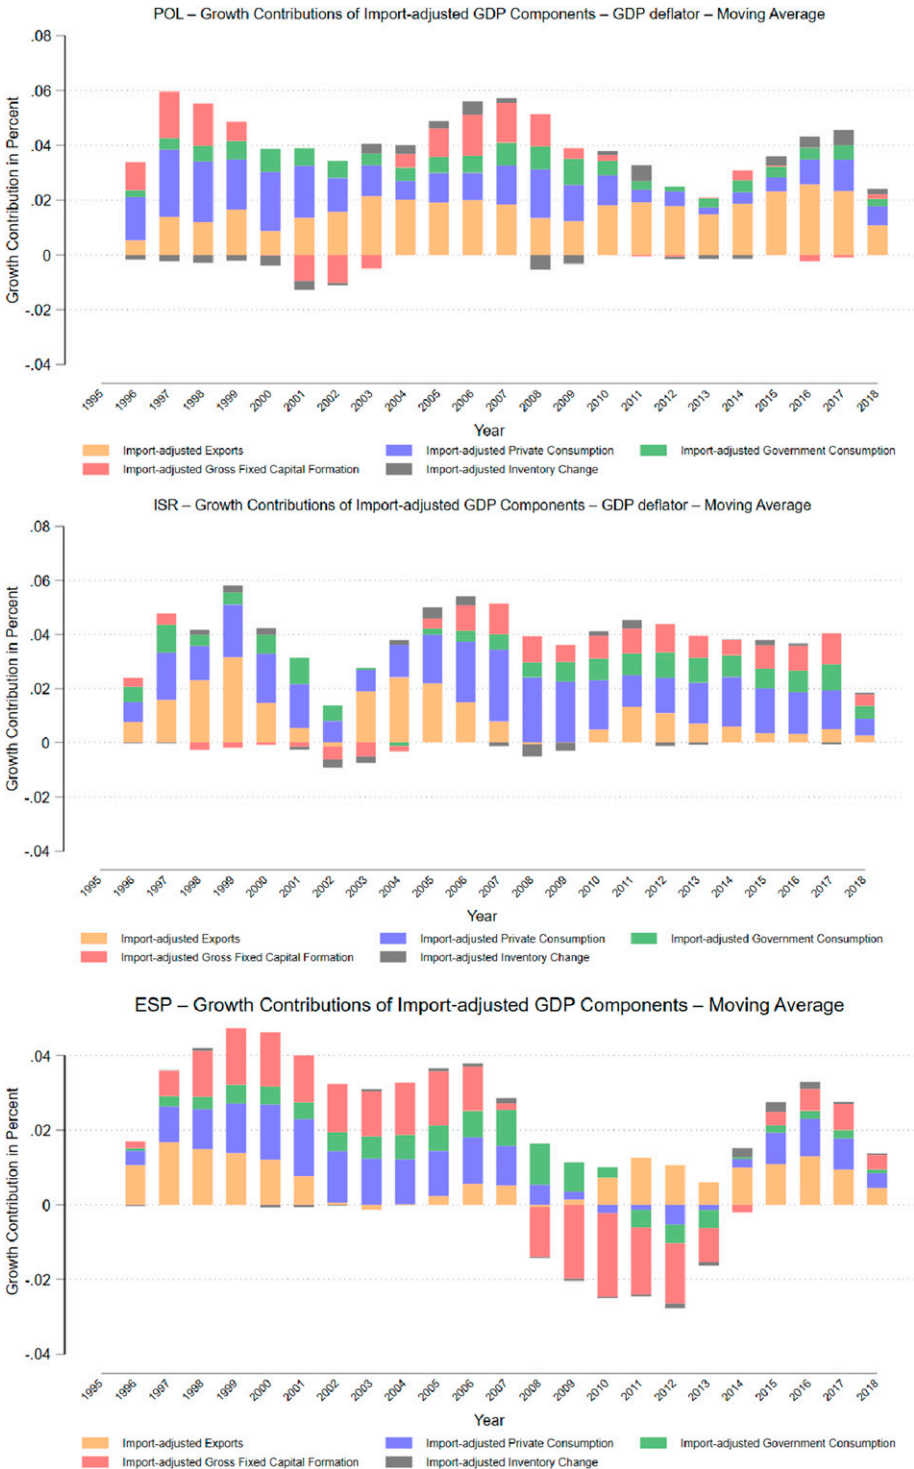 POL – Growth Contributions of Import-adjusted GDP Components – GDP deflator – Moving Average
Growth Contribution in Percent
.08
.06
.04
.02
0
-.02
-.04
1995 1996 1997 1998 1999 2000 2001 2002 2003 2004 2005 2006 2007 2008 2009 2010 2011 2012 2013 2014 2015 2016 2017 2018
Year
Import-adjusted Exports Import-adjusted Private Consumption Import-adjusted Government Consumption
Import-adjusted Gross Fixed Capital Formation Import-adjusted Inventory Change
ISR – Growth Contributions of Import-adjusted GDP Components – GDP deflator – Moving Average
Growth Contribution in Percent
.08
.06
.04
.02
0
-.02
-.04
1995 1996 1997 1998 1999 2000 2001 2002 2003 2004 2005 2006 2007 2008 2009 2010 2011 2012 2013 2014 2015 2016 2017 2018
Year
Import-adjusted Exports Import-adjusted Private Consumption Import-adjusted Government Consumption
Import-adjusted Gross Fixed Capital Formation Import-adjusted Inventory Change
ESP – Growth Contributions of Import-adjusted GDP Components – Moving Average
Growth Contribution in Percent
.04
.02
0
-.02
-.04
1995 1996 1997 1998 1999 2000 2001 2002 2003 2004 2005 2006 2007 2008 2009 2010 2011 2012 2013 2014 2015 2016 2017 2018
Year
Import-adjusted Exports Import-adjusted Private Consumption Import-adjusted Government Consumption
Import-adjusted Gross Fixed Capital Formation Import-adjusted Inventory Change